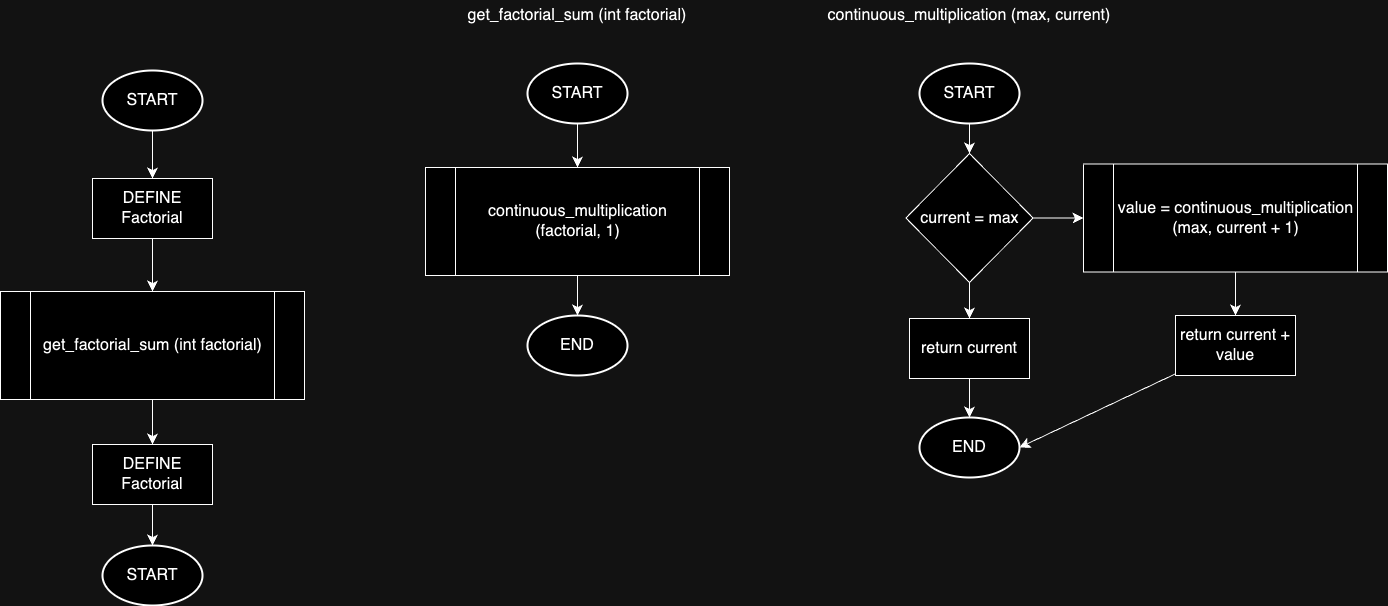 get_factorial_sum (int factorial)
continuous_multiplication (max, current)
START
DEFINE
Factorial
get_factorial_sum (int factorial)
DEFINE
Factorial
START
START
continuous_multiplication
(factorial, 1)
END
START
current = max
value = continuous_multiplication
(max, current + 1)
return current
return current +
value
END